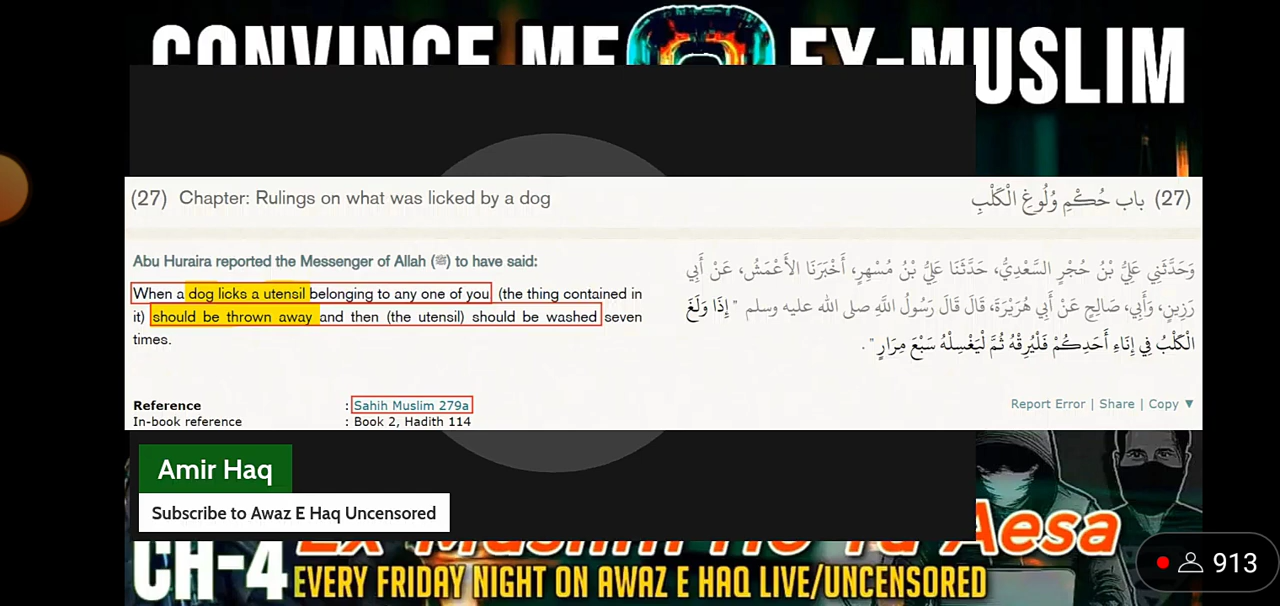 CONVINCE ME EX-MUSLIM
(27) Chapter: Rulings on what was licked by a dog
(27) باب حُكْمِ وُلُوغِ الْكَلْبِ
Abu Huraira reported the Messenger of Allah (ﷺ) to have said:
When a dog licks a utensil belonging to any one of you (the thing contained in
it) should be thrown away and then (the utensil) should be washed seven
times.
وَحَدَّثَنِي عَلِيُّ بْنُ حُجْرٍ السَّعْدِيُّ، حَدَّثَنَا عَلِيُّ بْنُ مُسْهِرٍ، أَخْبَرَنَا الأَعْمَشُ، عَنْ أَبِي
رَزِينٍ، وَأَبِي، صَالِحٍ عَنْ أَبِي هُرَيْرَةَ، قَالَ قَالَ رَسُولُ اللَّهِ صلى الله عليه وسلم " إِذَا وَلَغَ
الْكَلْبُ فِي إِنَاءِ أَحَدِكُمْ فَلْيُرِقْهُ ثُمَّ لْيَغْسِلْهُ سَبْعَ مِرَارٍ " .
Reference : Sahih Muslim 279a
In-book reference : Book 2, Hadith 114
Report Error | Share | Copy ▼
Amir Haq
Subscribe to Awaz E Haq Uncensored
Ex Muslim Ho To Aesa
CH-4 EVERY FRIDAY NIGHT ON AWAZ E HAQ LIVE/UNCENSORED
913